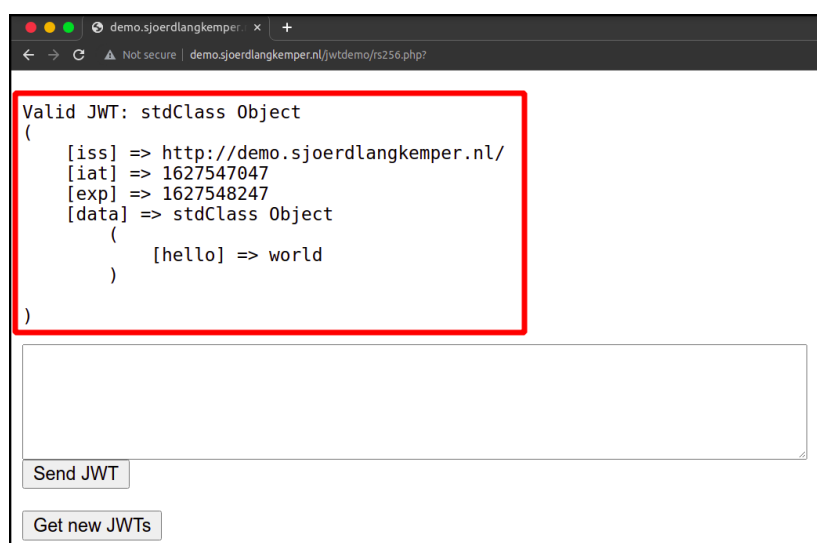 demo.sjoerdlangkemper.
Not secure | demo.sjoerdlangkemper.nl/jwtdemo/rs256.php?
Valid JWT: stdClass Object
(
    [iss] => http://demo.sjoerdlangkemper.nl/
    [iat] => 1627547047
    [exp] => 1627548247
    [data] => stdClass Object
        (
            [hello] => world
        )
)
Send JWT
Get new JWTs